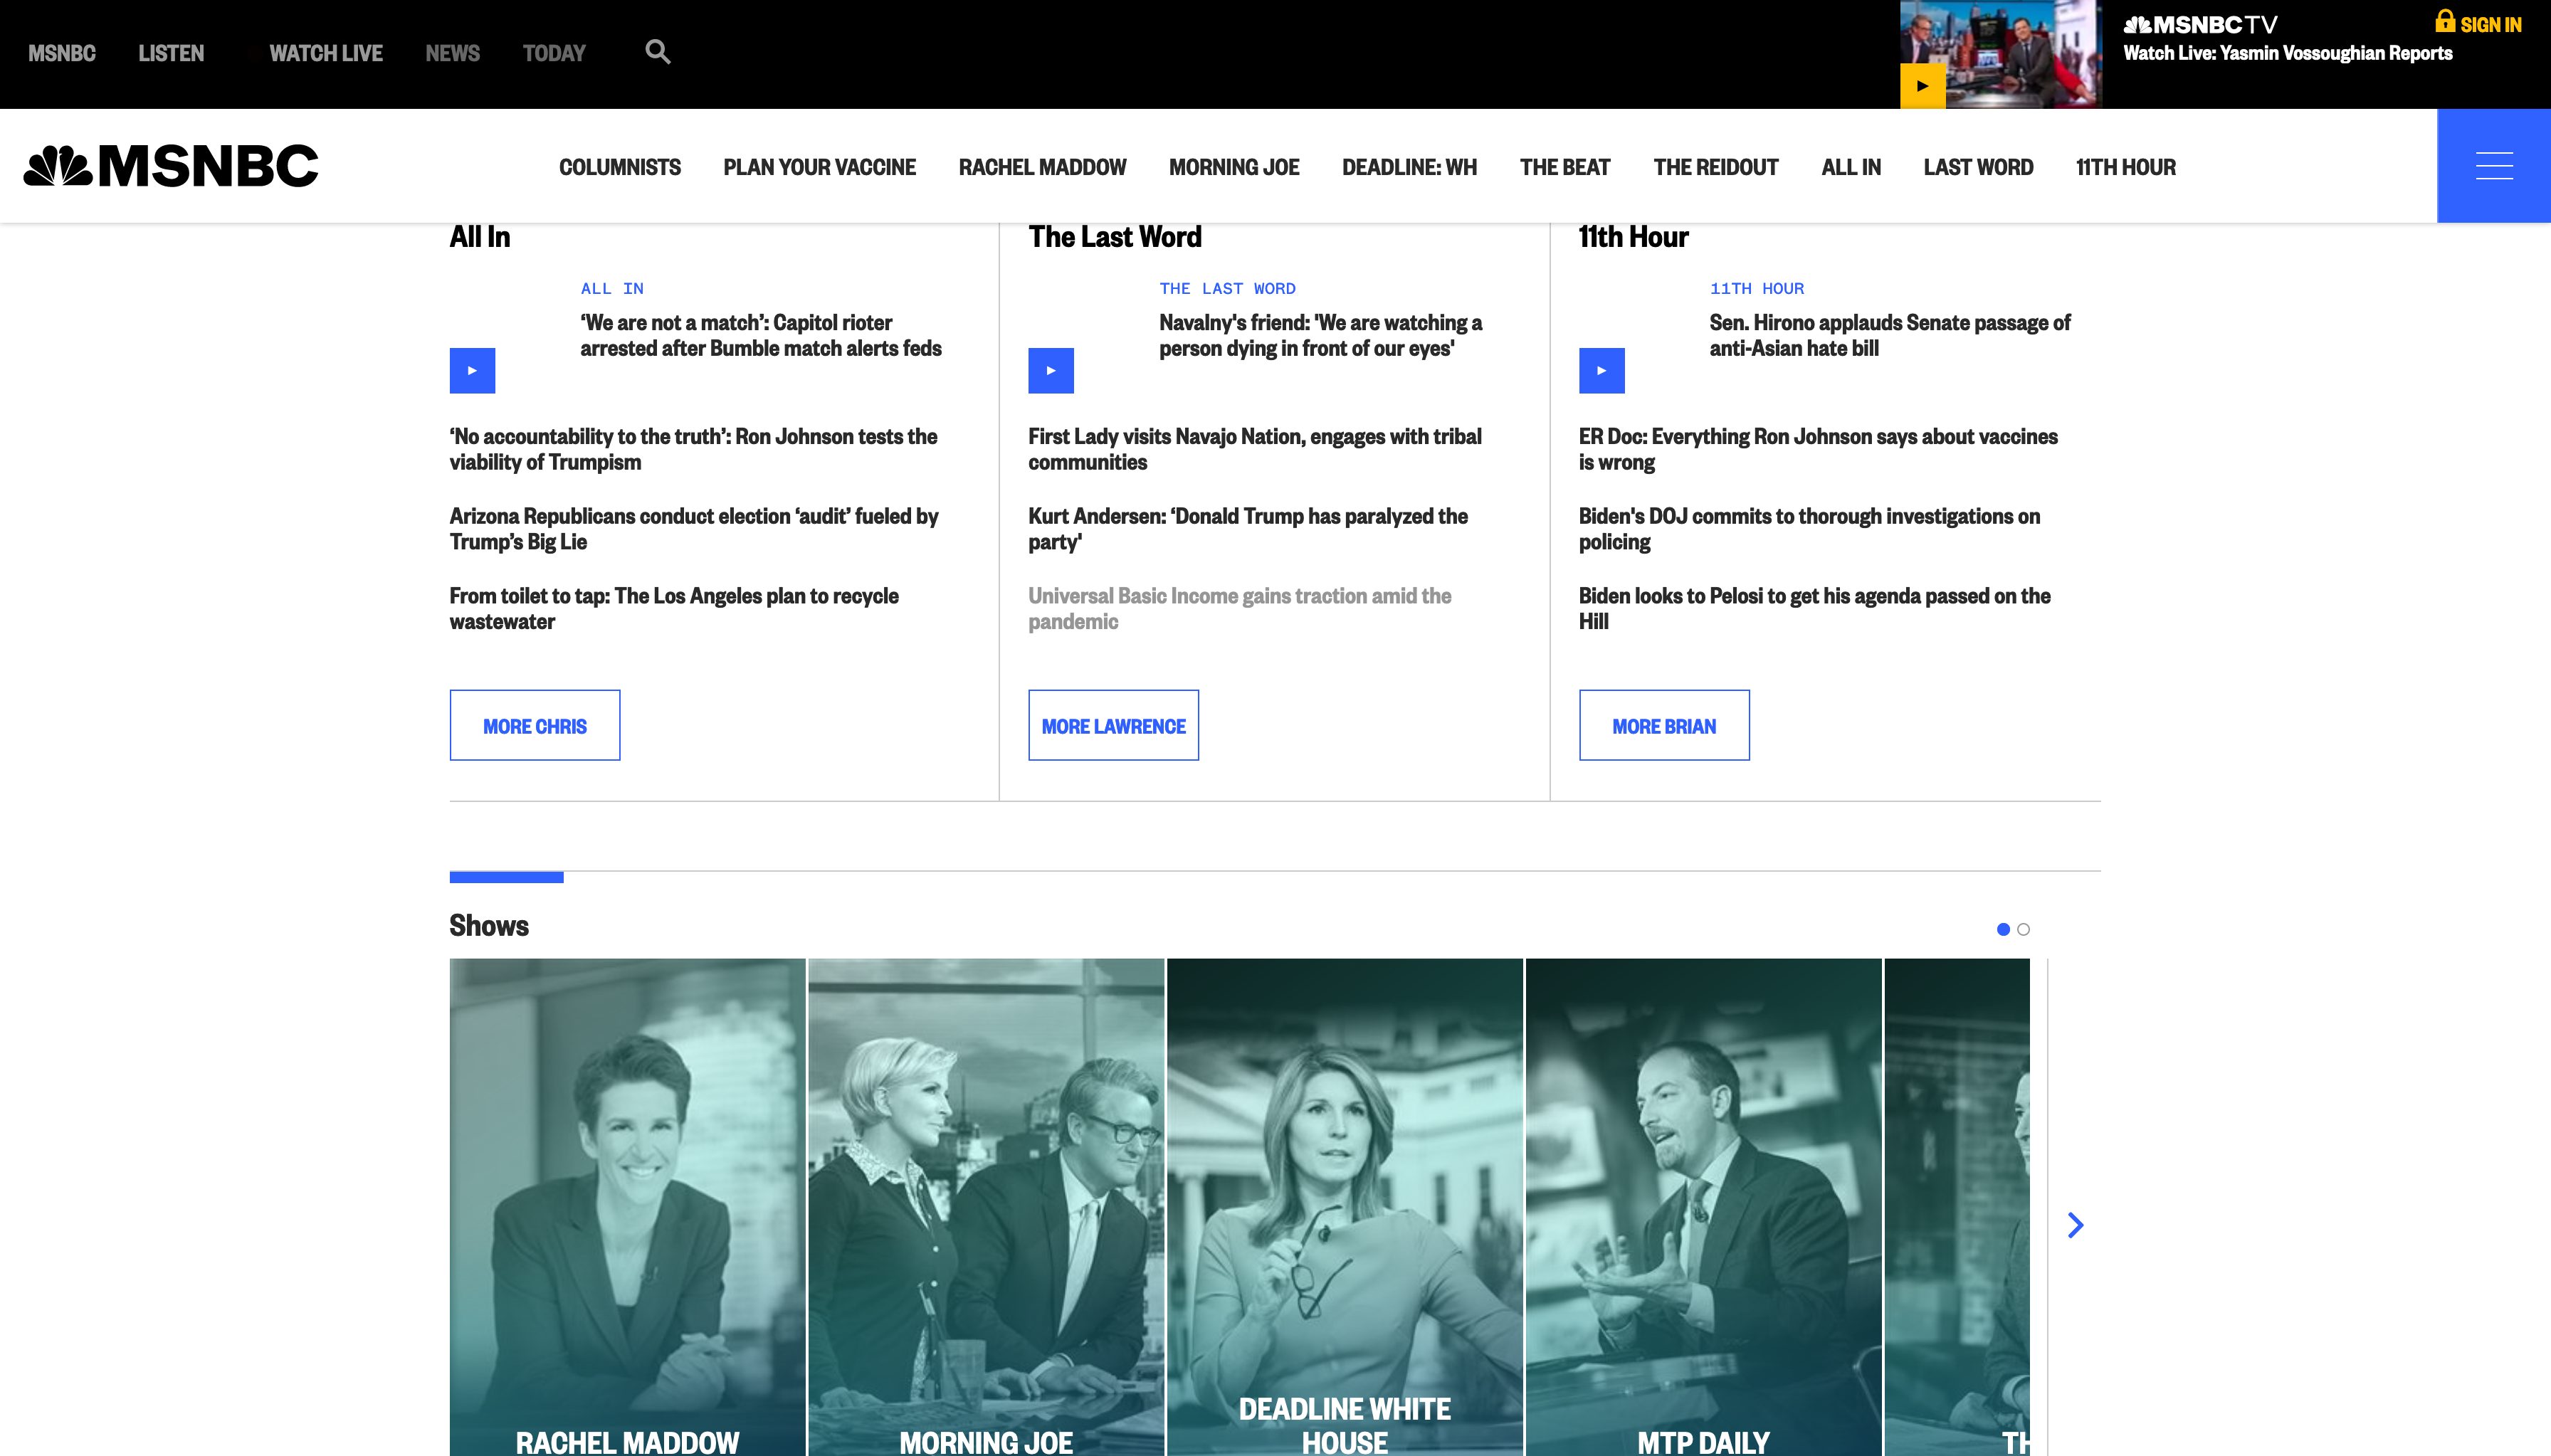 MSNBC LISTEN WATCH LIVE NEWS TODAY
MSNBC TV
SIGN IN
Watch Live: Yasmin Vossoughian Reports
MSNBC
COLUMNISTS PLAN YOUR VACCINE RACHEL MADDOW MORNING JOE DEADLINE: WH THE BEAT THE REIDOUT ALL IN LAST WORD 11TH HOUR
All In
ALL IN
‘We are not a match’: Capitol rioter
arrested after Bumble match alerts feds
‘No accountability to the truth’: Ron Johnson tests the
viability of Trumpism
Arizona Republicans conduct election ‘audit’ fueled by
Trump’s Big Lie
From toilet to tap: The Los Angeles plan to recycle
wastewater
MORE CHRIS
The Last Word
THE LAST WORD
Navalny's friend: 'We are watching a
person dying in front of our eyes'
First Lady visits Navajo Nation, engages with tribal
communities
Kurt Andersen: ‘Donald Trump has paralyzed the
party'
Universal Basic Income gains traction amid the
pandemic
MORE LAWRENCE
11th Hour
11TH HOUR
Sen. Hirono applauds Senate passage of
anti-Asian hate bill
ER Doc: Everything Ron Johnson says about vaccines
is wrong
Biden's DOJ commits to thorough investigations on
policing
Biden looks to Pelosi to get his agenda passed on the
Hill
MORE BRIAN
Shows
RACHEL MADDOW
MORNING JOE
DEADLINE WHITE
HOUSE
MTP DAILY